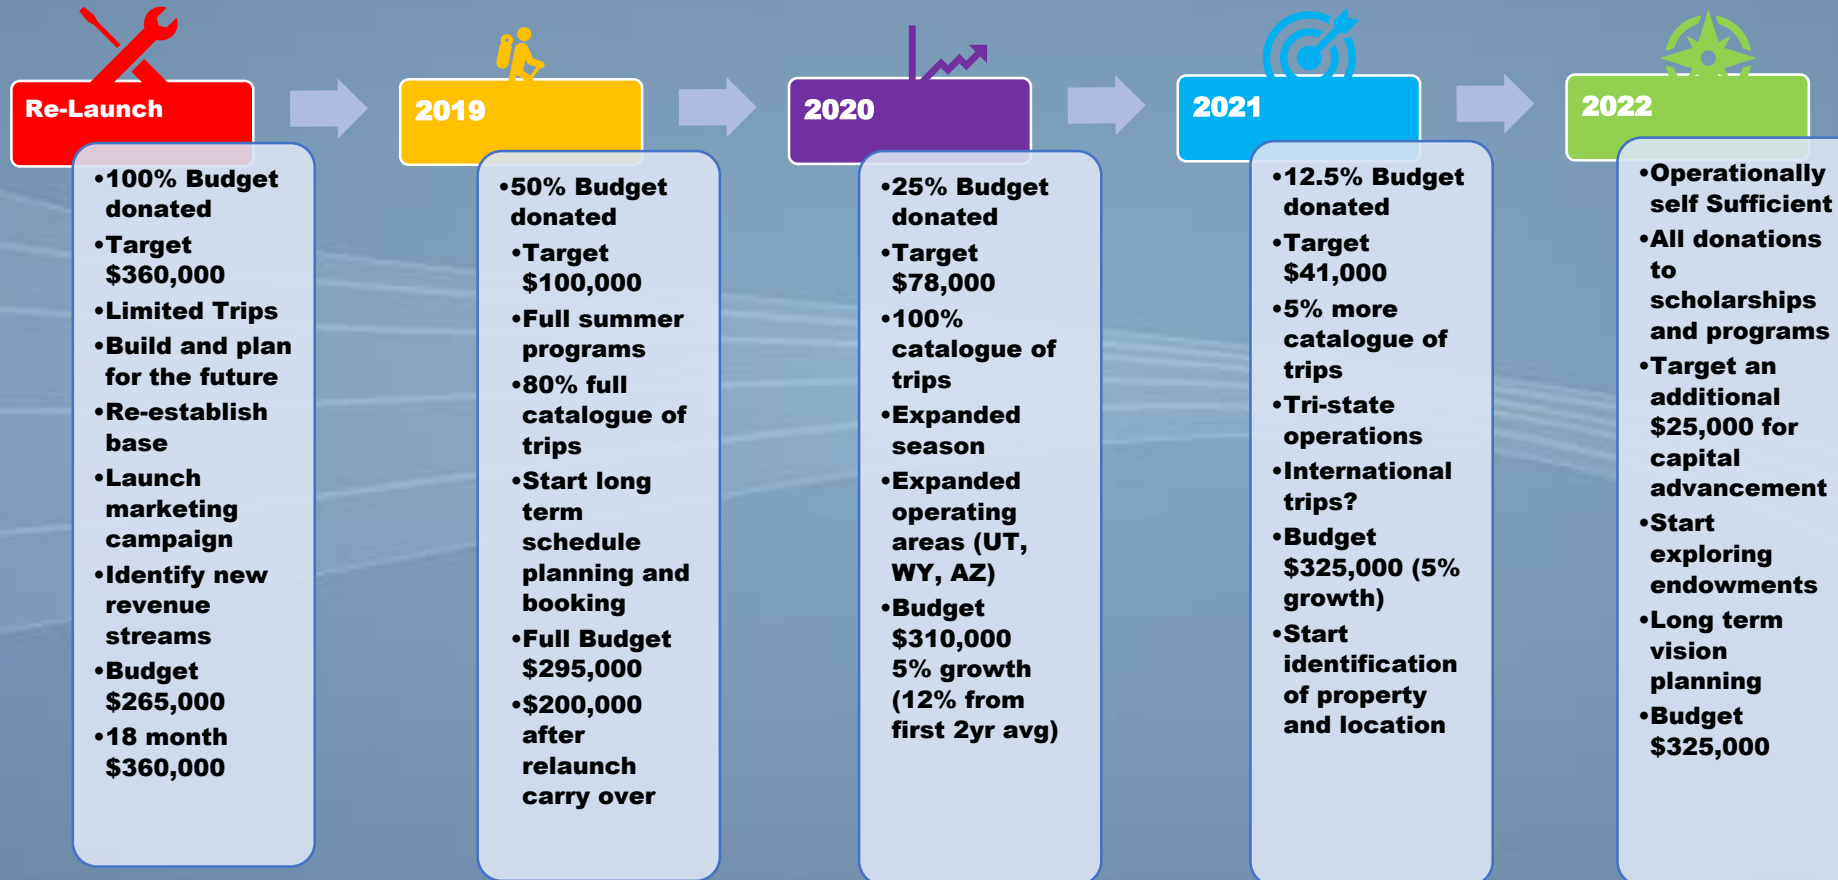 Re-Launch
•100% Budget
donated
•Target
$360,000
•Limited Trips
•Build and plan
for the future
•Re-establish
base
•Launch
marketing
campaign
•Identify new
revenue
streams
•Budget
$265,000
•18 month
$360,000
2019
•50% Budget
donated
•Target
$100,000
•Full summer
programs
•80% full
catalogue of
trips
•Start long
term
schedule
planning and
booking
•Full Budget
$295,000
•$200,000
after
relaunch
carry over
2020
•25% Budget
donated
•Target
$78,000
•100%
catalogue of
trips
•Expanded
season
•Expanded
operating
areas (UT,
WY, AZ)
•Budget
$310,000
5% growth
(12% from
first 2yr avg)
2021
•12.5% Budget
donated
•Target
$41,000
•5% more
catalogue of
trips
•Tri-state
operations
•International
trips?
•Budget
$325,000 (5%
growth)
•Start
identification
of property
and location
2022
•Operationally
self Sufficient
•All donations
to
scholarships
and programs
•Target an
additional
$25,000 for
capital
advancement
•Start
exploring
endowments
•Long term
vision
planning
•Budget
$325,000